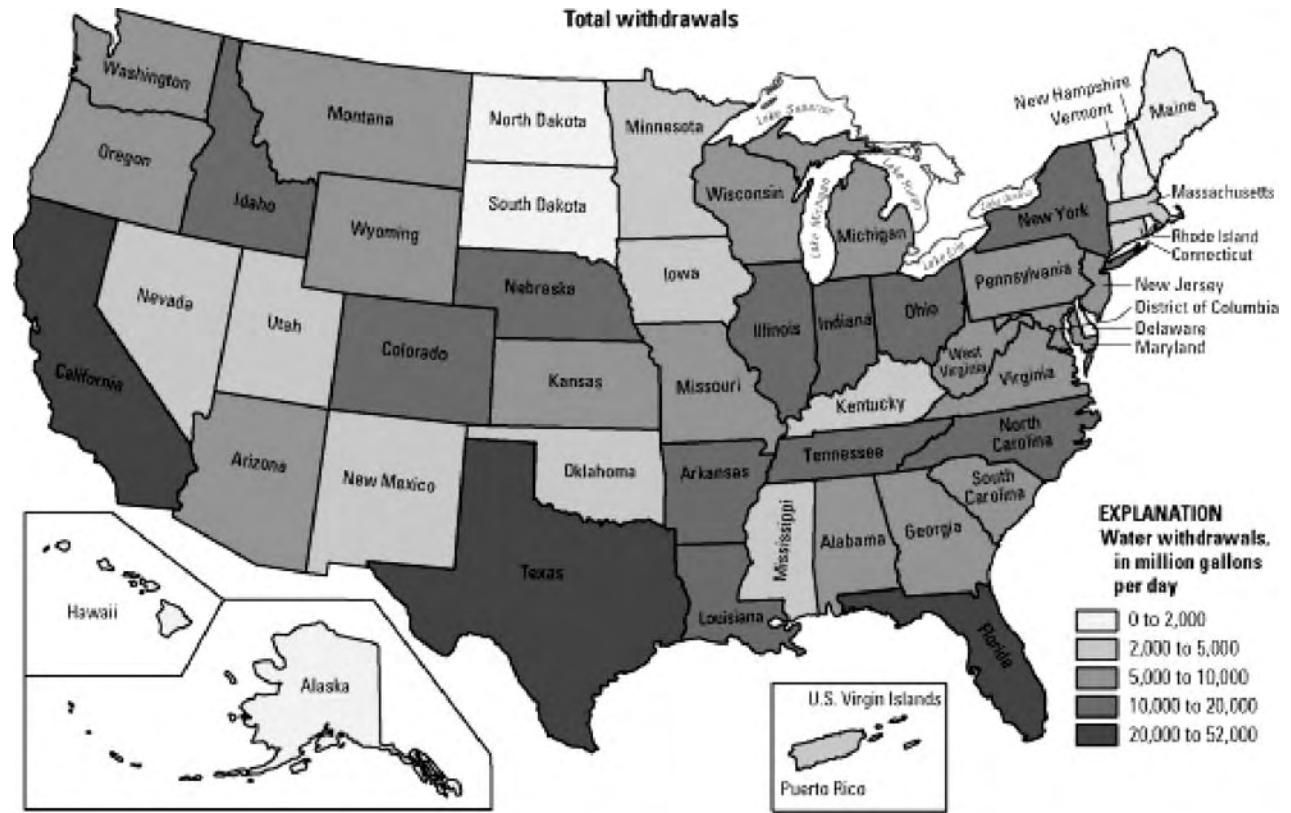 Total withdrawals
Washington
Oregon
California
Idaho
Nevada
Montana
Wyoming
Utah
Arizona
Colorado
New Mexico
North Dakota
South Dakota
Nebraska
Kansas
Oklahoma
Texas
Minnesota
Iowa
Missouri
Arkansas
Louisiana
Wisconsin
Illinois
Michigan
Indiana
Ohio
Kentucky
Tennessee
Mississippi
Alabama
Georgia
Florida
South
Carolina
North
Carolina
Virginia
West
Virginia
Pennsylvania
New York
Lake Superior
Lake Michigan
Lake Huron
Lake Erie
New Hampshire
Vermont
Maine
Massachusetts
Rhode Island
Connecticut
New Jersey
District of Columbia
Delaware
Maryland
Hawaii
Alaska
U.S. Virgin Islands
Puerto Rico
EXPLANATION
Water withdrawals,
in million gallons
per day
0 to 2,000
2,000 to 5,000
5,000 to 10,000
10,000 to 20,000
20,000 to 52,000